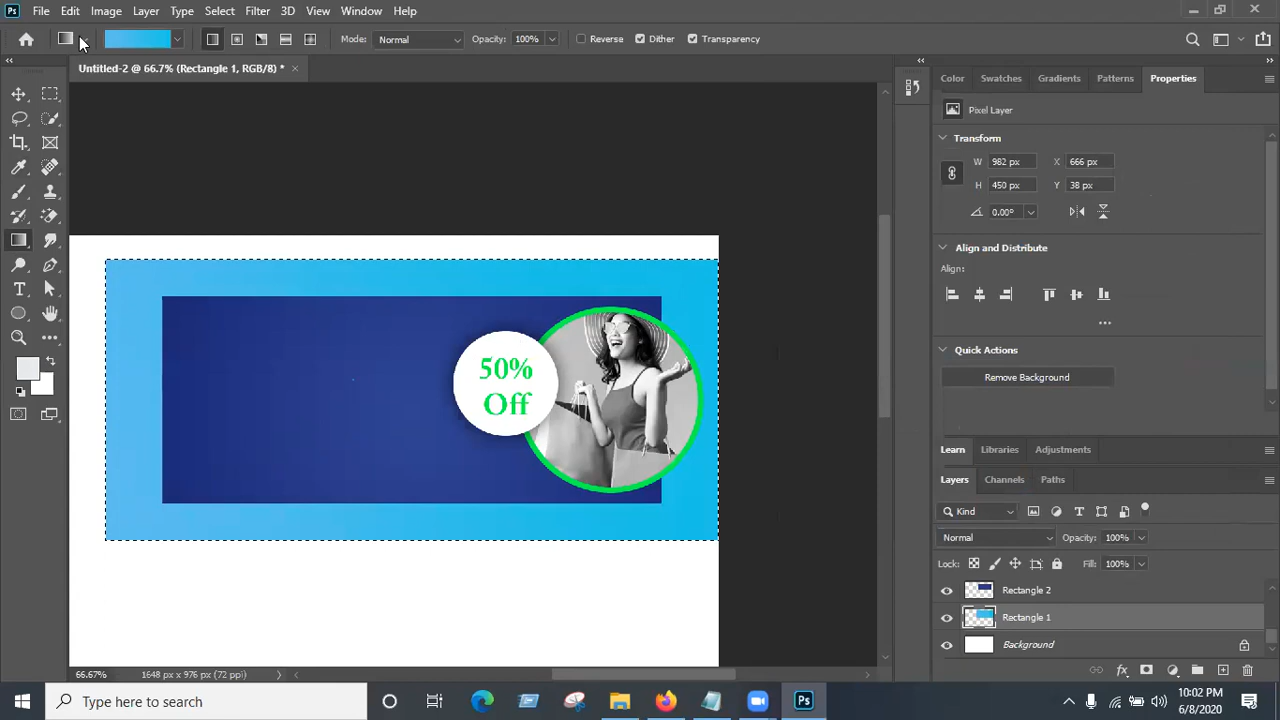 Ps File Edit Image Layer Type Select Filter 3D View Window Help
Mode: Normal Opacity: 100% Reverse Dither Transparency
Untitled-2 @ 66.7% (Rectangle 1, RGB/8) * ×
Color Swatches Gradients Patterns Properties
Pixel Layer
Transform
W 982 px X 666 px
H 450 px Y 38 px
0.00°
Align and Distribute
Align:
Quick Actions
Remove Background
50%
Off
Learn Libraries Adjustments
Layers Channels Paths
Kind
Normal Opacity: 100%
Lock: Fill: 100%
Rectangle 2
Rectangle 1
Background
66.67% 1648 px x 976 px (72 ppi)
Type here to search
Ps
10:02 PM
6/8/2020